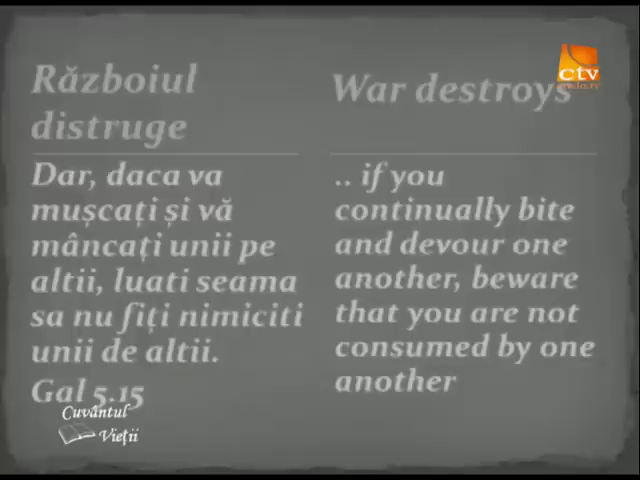 Războiul
distruge
Dar, daca va
mușcați și vă
mâncați unii pe
altii, luati seama
sa nu fiți nimiciti
unii de altii.
Gal 5.15
War destroys
.. if you
continually bite
and devour one
another, beware
that you are not
consumed by one
another
ctv
Cuvântul
Vieții